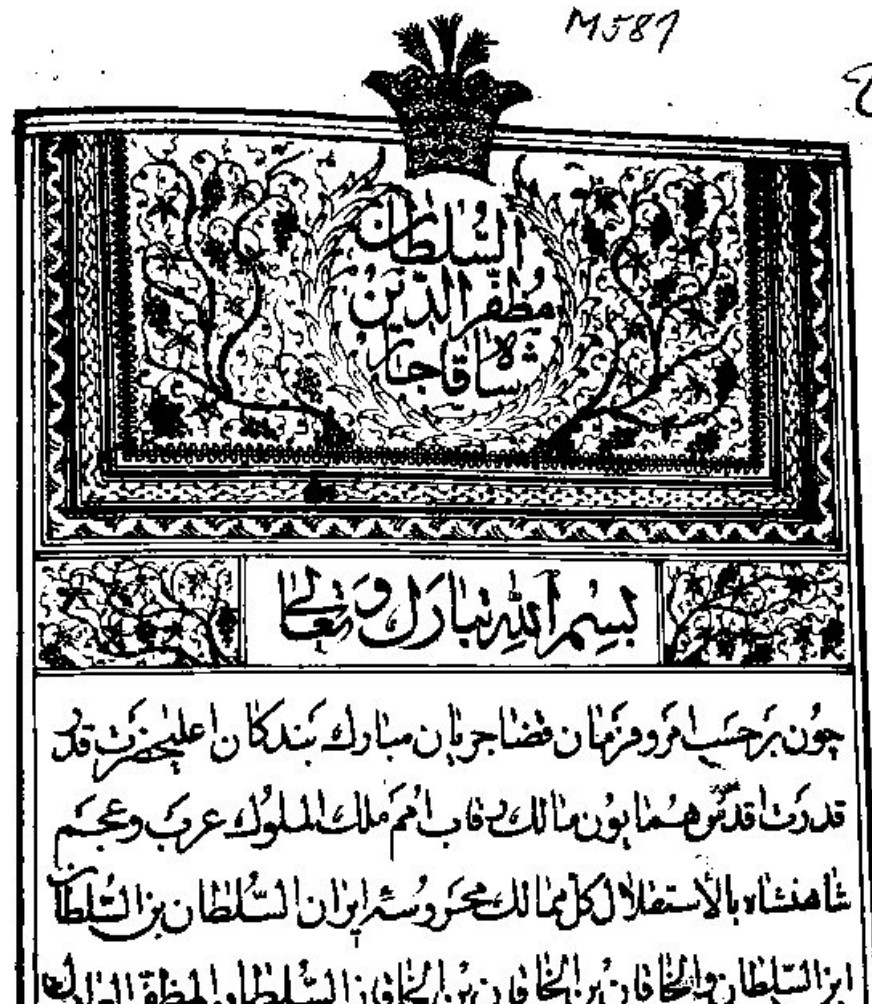 M587
السلطان
مظفر الدین
شاه قاجار
بسم الله تبارک و تعالی
چون بر حسب امر و فرمان قضا جریان مبارک بندکان اعلیحضرت قدر
قدرت اقدس همایون مالک رقاب امم ملک الملوک عرب و عجم
شاهنشاه بالاستقلال کل ممالک محروسه ایران السلطان بن السلطان
ابن السلطان والخاقان بن الخاقان بن الخاقان السلطان